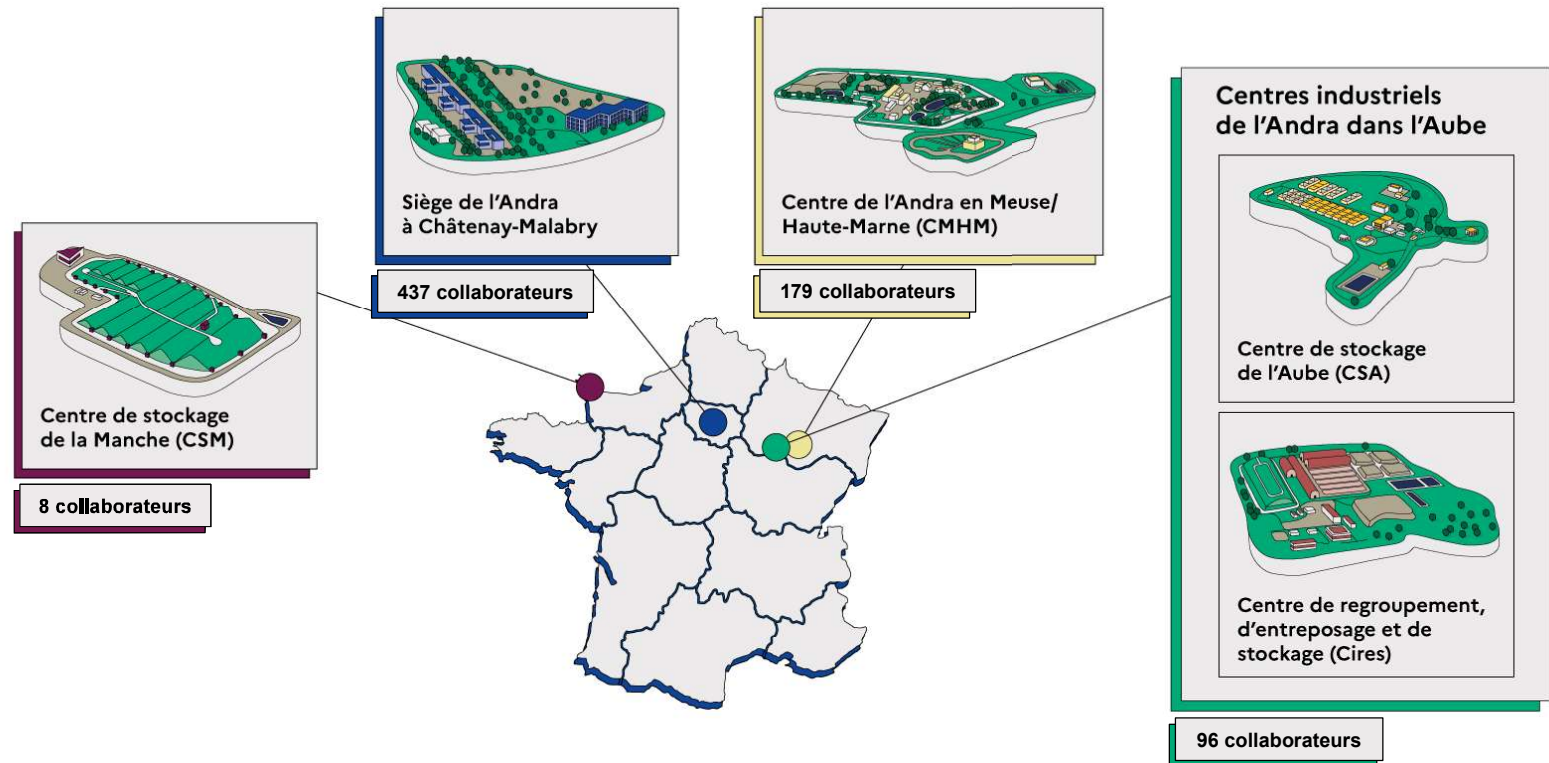 Siège de l'Andra
à Châtenay-Malabry
437 collaborateurs
Centre de l'Andra en Meuse/
Haute-Marne (CMHM)
179 collaborateurs
Centres industriels
de l'Andra dans l'Aube
Centre de stockage
de l'Aube (CSA)
Centre de regroupement,
d'entreposage et de
stockage (Cires)
96 collaborateurs
Centre de stockage
de la Manche (CSM)
8 collaborateurs